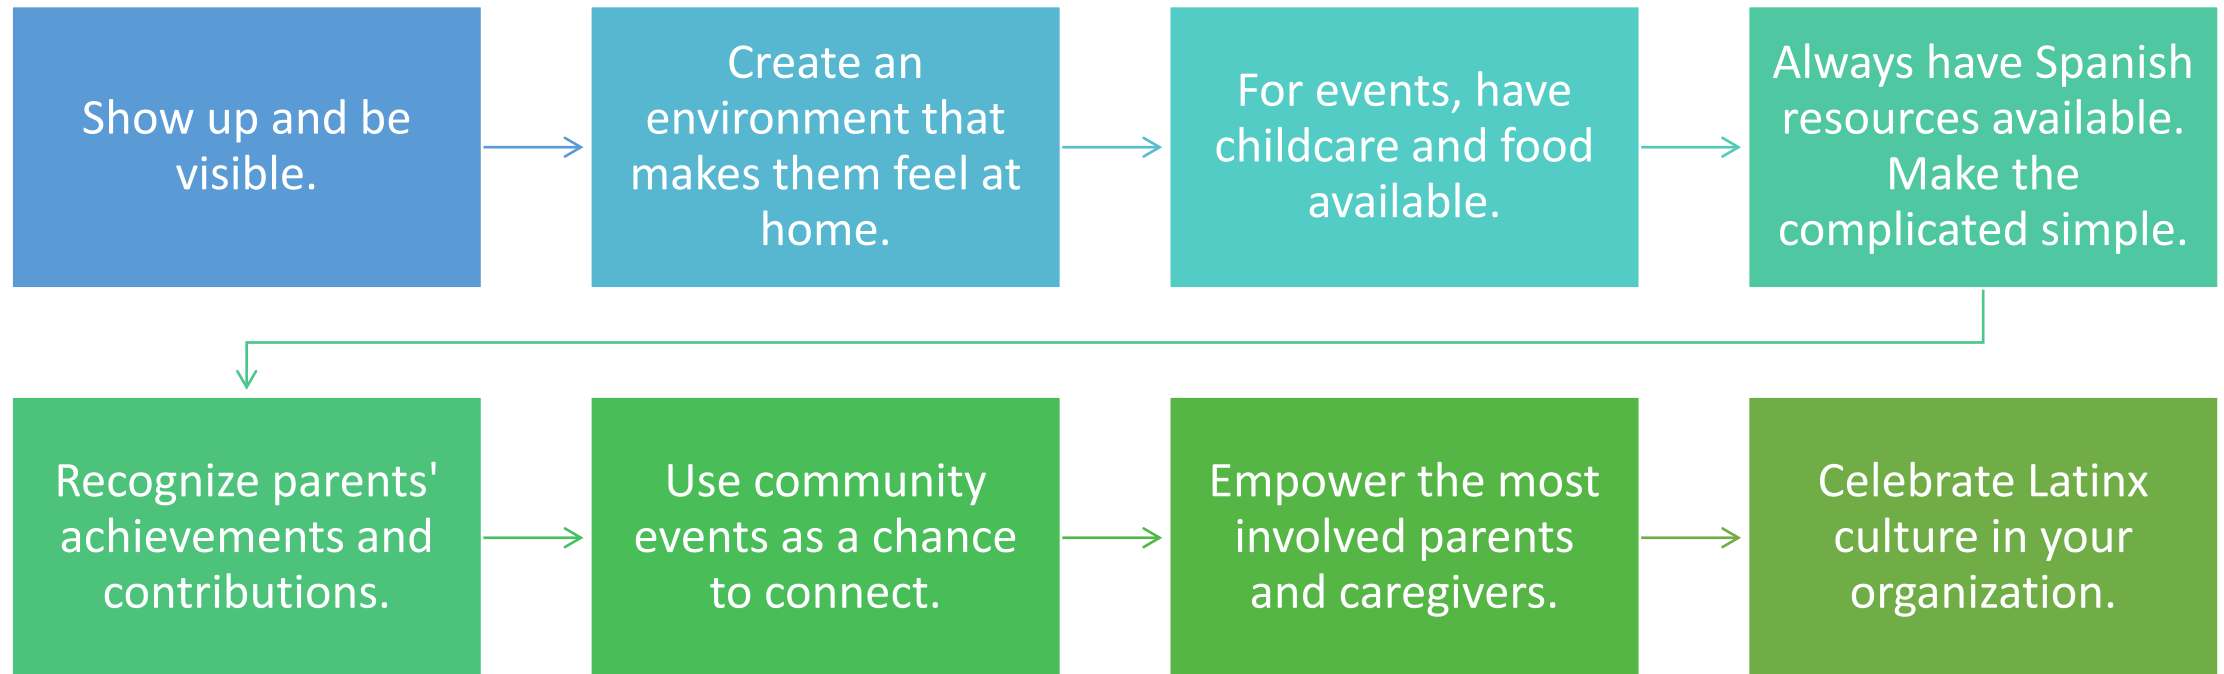 Show up and be
visible.
Create an
environment that
makes them feel at
home.
For events, have
childcare and food
available.
Always have Spanish
resources available.
Make the
complicated simple.
Recognize parents'
achievements and
contributions.
Use community
events as a chance
to connect.
Empower the most
involved parents
and caregivers.
Celebrate Latinx
culture in your
organization.